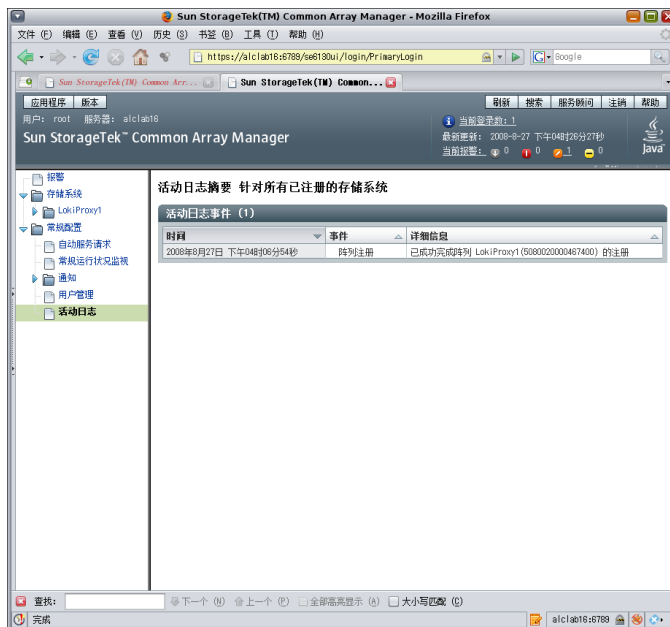 Sun StorageTek(TM) Common Array Manager - Mozilla Firefox
文件 (F) 编辑 (E) 查看 (V) 历史 (S) 书签 (B) 工具 (T) 帮助 (H)
https://alclab16:6789/se6130ui/login/PrimaryLogin
Google
Sun StorageTek(TM) Common Arr...
Sun StorageTek(TM) Common...
应用程序 版本 刷新 搜索 服务顾问 注销 帮助
用户: root 服务器: alclab16
当前登录数: 1
最新更新: 2008-8-27 下午04时26分27秒
Sun StorageTek™ Common Array Manager
当前报警: 0 0 1 0
Java™
报警
存储系统
LokiProxy1
常规配置
自动服务请求
常规运行状况监视
通知
用户管理
活动日志
活动日志摘要 针对所有已注册的存储系统
活动日志事件 (1)
时间 事件 详细信息
2008年8月27日 下午04时06分54秒 阵列注册 已成功完成阵列 LokiProxy1(5080020000467400) 的注册
查找: 下一个 (N) 上一个 (P) 全部高亮显示 (A) 大小写匹配 (C)
完成
alclab16:6789